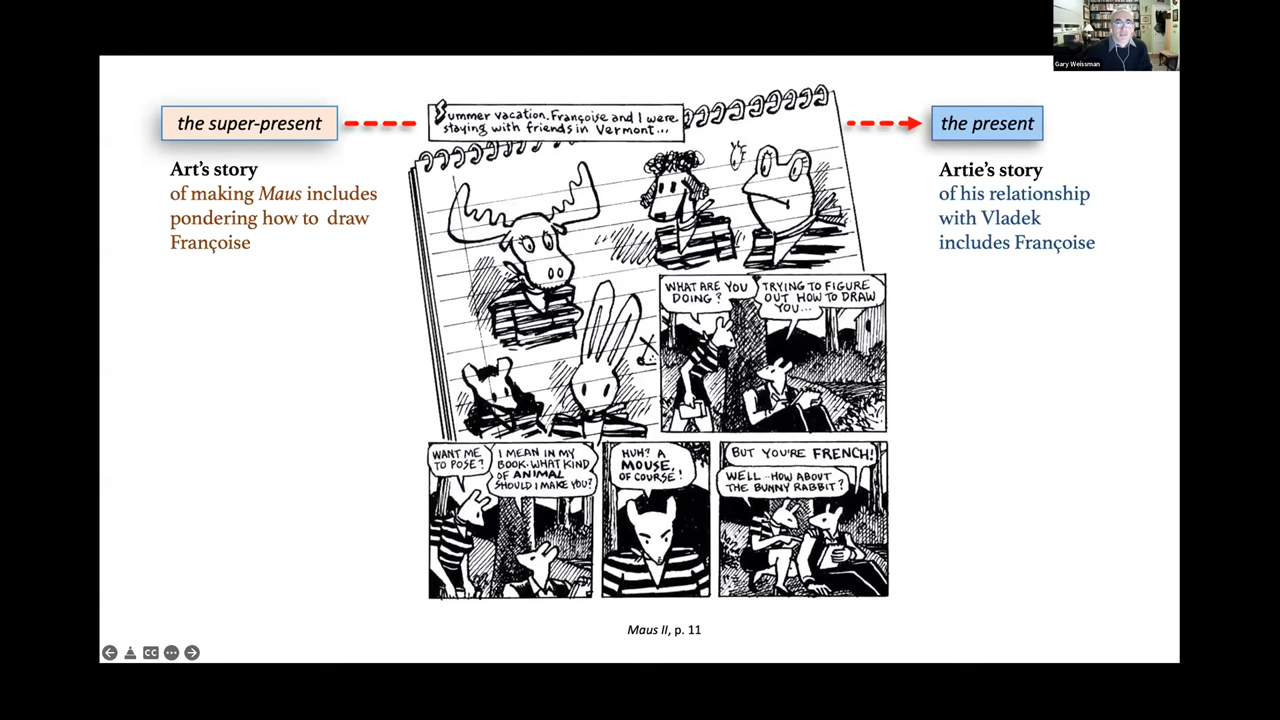 Gary Weissman
the super-present
Art's story
of making Maus includes
pondering how to draw
Françoise
Summer vacation. Françoise and I were
staying with friends in Vermont...
the present
Artie's story
of his relationship
with Vladek
includes Françoise
WHAT ARE YOU
DOING?
TRYING TO FIGURE
OUT HOW TO DRAW
YOU...
WANT ME
TO POSE?
I MEAN IN MY
BOOK. WHAT KIND
OF ANIMAL
SHOULD I MAKE YOU?
HUH? A
MOUSE,
OF COURSE!
BUT YOU'RE FRENCH!
WELL...HOW ABOUT
THE BUNNY RABBIT?
Maus II, p. 11
CC